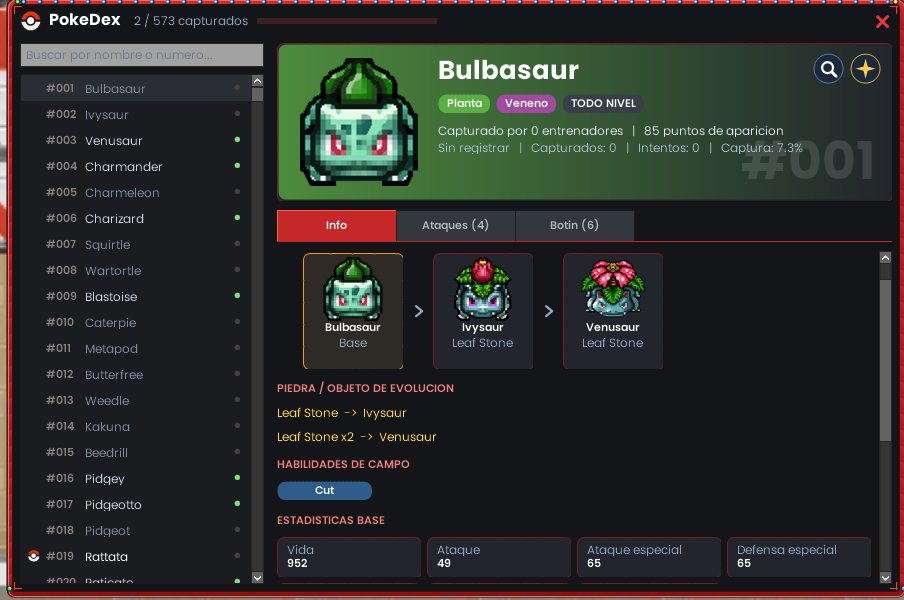 PokeDex 2 / 573 capturados
Buscar por nombre o numero...
#001 Bulbasaur
#002 Ivysaur
#003 Venusaur
#004 Charmander
#005 Charmeleon
#006 Charizard
#007 Squirtle
#008 Wartortle
#009 Blastoise
#010 Caterpie
#011 Metapod
#012 Butterfree
#013 Weedle
#014 Kakuna
#015 Beedrill
#016 Pidgey
#017 Pidgeotto
#018 Pidgeot
#019 Rattata
#020 Raticate
Bulbasaur
Planta Veneno TODO NIVEL
Capturado por 0 entrenadores | 85 puntos de aparicion
Sin registrar | Capturados: 0 | Intentos: 0 | Captura: 7.3%
#001
Info Ataques (4) Botin (6)
Bulbasaur
Base
>
Ivysaur
Leaf Stone
>
Venusaur
Leaf Stone
PIEDRA / OBJETO DE EVOLUCION
Leaf Stone -> Ivysaur
Leaf Stone x2 -> Venusaur
HABILIDADES DE CAMPO
Cut
ESTADISTICAS BASE
Vida
952
Ataque
49
Ataque especial
65
Defensa especial
65